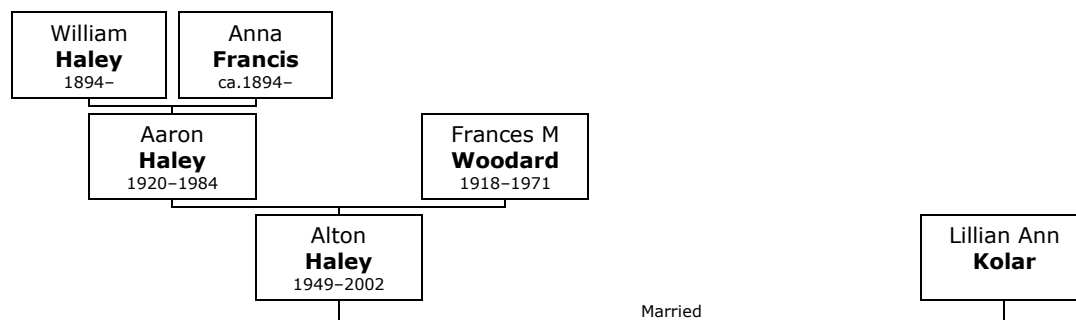 William
Haley
1894–
Anna
Francis
ca.1894–
Aaron
Haley
1920–1984
Frances M
Woodard
1918–1971
Alton
Haley
1949–2002
Lillian Ann
Kolar
Married